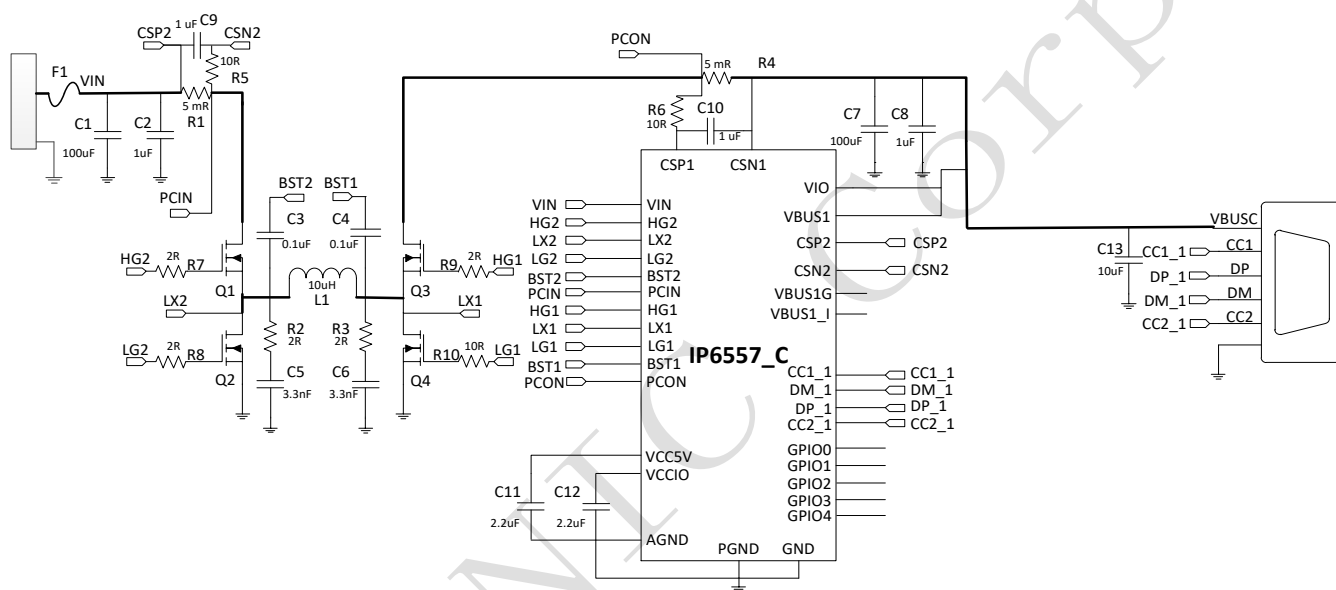 CSP2
1 uF
C9
CSN2
F1
VIN
10R
R5
5 mR
R1
C1
100uF
C2
1uF
PCIN
PCON
5 mR
R4
R6
10R
C10
1 uF
C7
100uF
C8
1uF
CSP1
CSN1
BST2
BST1
C3
0.1uF
C4
0.1uF
HG2
2R
R7
Q1
10uH
L1
Q3
R9
2R
HG1
LX2
LX1
R2
2R
R3
2R
LG2
2R
R8
Q2
C5
3.3nF
C6
3.3nF
Q4
R10
10R
LG1
VIN
HG2
LX2
LG2
BST2
PCIN
HG1
LX1
LG1
BST1
PCON
VIN
HG2
LX2
LG2
BST2
PCIN
HG1
LX1
LG1
BST1
PCON
IP6557_C
VIO
VBUS1
CSP2
CSN2
VBUS1G
VBUS1_I
CSP2
CSN2
CC1_1
DM_1
DP_1
CC2_1
CC1_1
DM_1
DP_1
CC2_1
GPIO0
GPIO1
GPIO2
GPIO3
GPIO4
VCC5V
VCCIO
C11
2.2uF
C12
2.2uF
AGND
PGND
GND
VBUSC
C13
10uF
CC1_1
CC1
DP_1
DP
DM_1
DM
CC2_1
CC2
NIC Corp